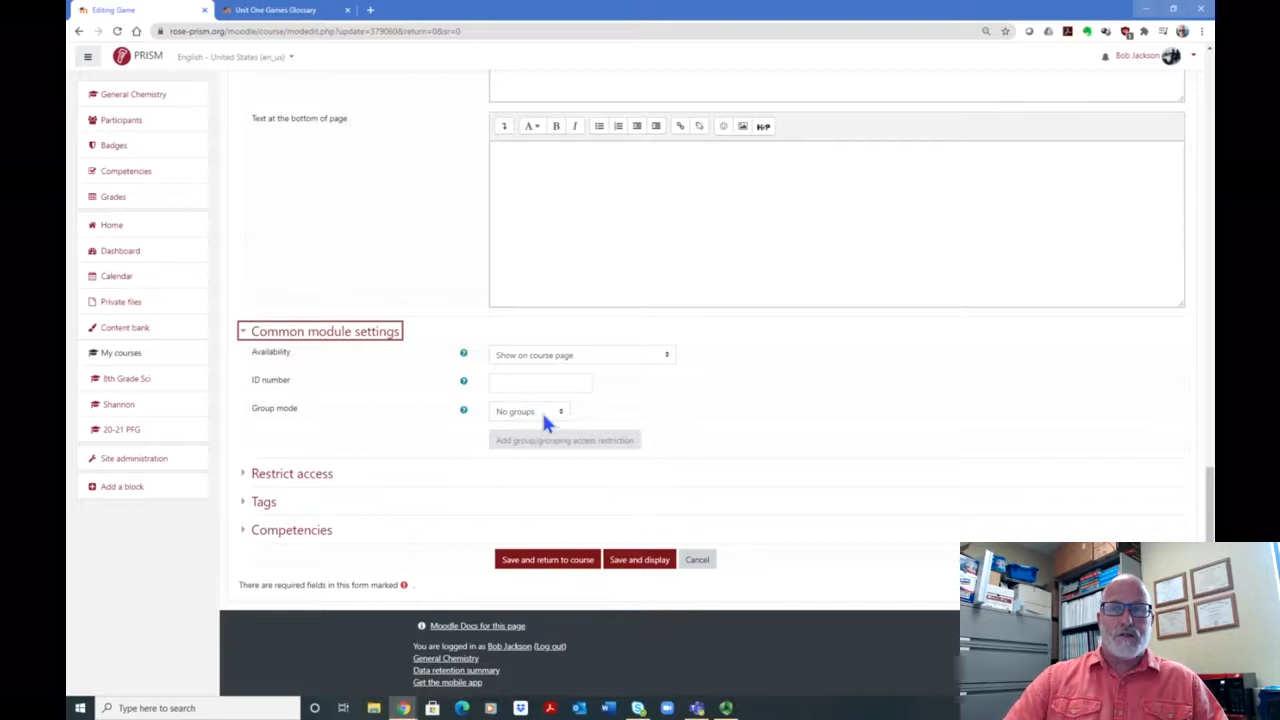 Editing Game
Unit One Games Glossary
rose-prism.org/moodle/course/modedit.php?update=379060&return=0&sr=0
PRISM
English - United States (en_us)
Bob Jackson
General Chemistry
Participants
Badges
Competencies
Grades
Home
Dashboard
Calendar
Private files
Content bank
My courses
8th Grade Sci
Shannon
20-21 PFG
Site administration
Add a block
Text at the bottom of page
A
B
I
H5P
Common module settings
Availability
Show on course page
ID number
Group mode
No groups
Add group/grouping access restriction
Restrict access
Tags
Competencies
Save and return to course
Save and display
Cancel
There are required fields in this form marked .
Moodle Docs for this page
You are logged in as Bob Jackson (Log out)
General Chemistry
Data retention summary
Get the mobile app
Type here to search